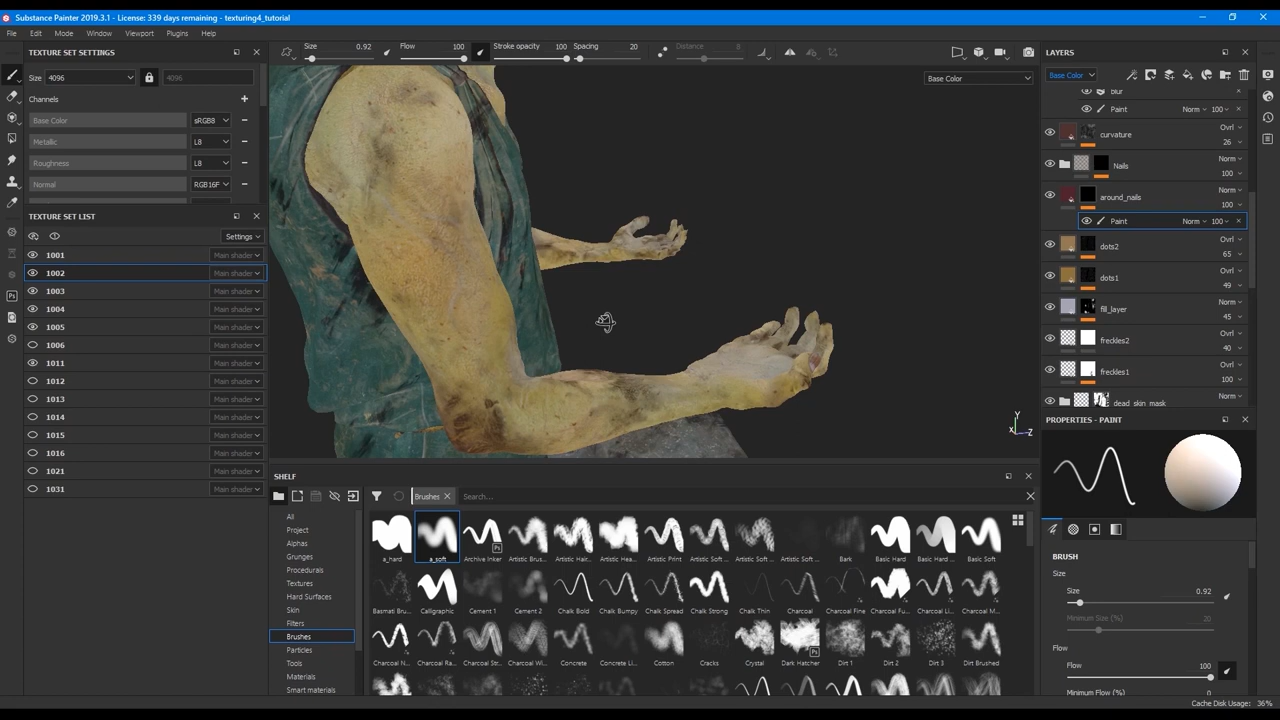 Substance Painter 2019.3.1 - License: 339 days remaining - texturing4_tutorial
File Edit Mode Window Viewport Plugins Help
TEXTURE SET SETTINGS
Size 4096 4096
Channels
Base Color sRGB8
Metallic L8
Roughness L8
Normal RGB16F
TEXTURE SET LIST
Settings
1001 Main shader
1002 Main shader
1003 Main shader
1004 Main shader
1005 Main shader
1006 Main shader
1011 Main shader
1012 Main shader
1013 Main shader
1014 Main shader
1015 Main shader
1016 Main shader
1021 Main shader
1031 Main shader
Size 0.92 Flow 100 Stroke opacity 100 Spacing 20 Distance 8
Base Color
Y
X Z
SHELF
Brushes Search...
All
Project
Alphas
Grunges
Procedurals
Textures
Hard Surfaces
Skin
Filters
Brushes
Particles
Tools
Materials
Smart materials
a_hard a_soft Archive Inker Artistic Brus... Artistic Hair... Artistic Hea... Artistic Print Artistic Soft ... Artistic Soft ... Artistic Soft ... Bark Basic Hard Basic Hard ... Basic Soft
Basmati Bru... Calligraphic Cement 1 Cement 2 Chalk Bold Chalk Bumpy Chalk Spread Chalk Strong Chalk Thin Charcoal Charcoal Fine Charcoal Fu... Charcoal Li... Charcoal M...
Charcoal N... Charcoal Ra... Charcoal Str... Charcoal Wi... Concrete Concrete Li... Cotton Cracks Crystal Dark Hatcher Dirt 1 Dirt 2 Dirt 3 Dirt Brushed
LAYERS
Base Color
Blur
Paint Norm 100
curvature Ovrl 26
Nails Norm 100
around_nails Norm 100
Paint Norm 100
dots2 Ovrl 65
dots1 Ovrl 49
fill_layer Ovrl 45
freckles2 Ovrl 40
freckles1 Ovrl 100
dead_skin_mask Norm
PROPERTIES - PAINT
BRUSH
Size
Size 0.92
Minimum Size (%) 20
Flow
Flow 100
Minimum Flow (%) 0
Cache Disk Usage: 36%